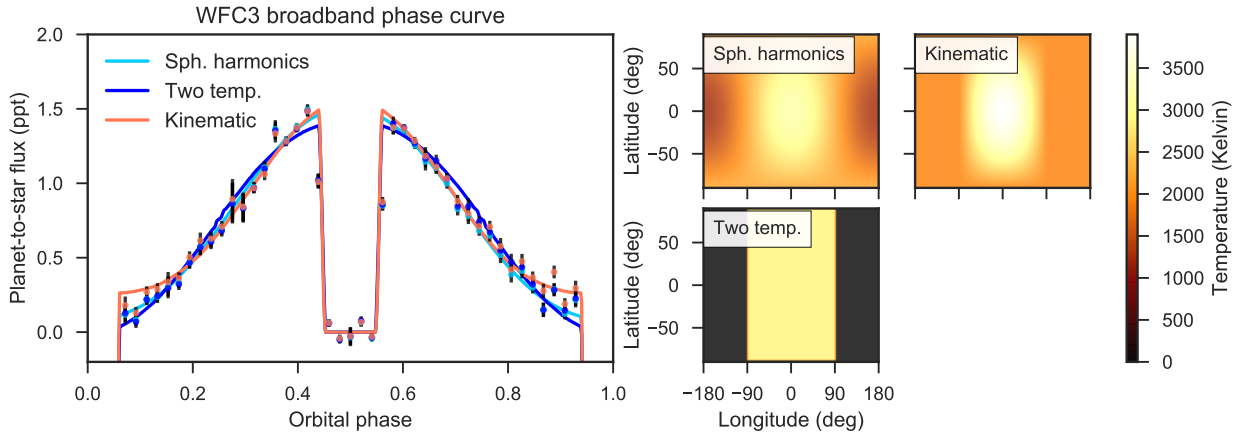 WFC3 broadband phase curve
Planet-to-star flux (ppt)
2.0
1.5
1.0
0.5
0.0
Sph. harmonics
Two temp.
Kinematic
0.0
0.2
0.4
0.6
0.8
1.0
Orbital phase
Latitude (deg)
50
0
−50
Sph. harmonics
Kinematic
Latitude (deg)
50
0
−50
Two temp.
−180
−90
0
90
180
Longitude (deg)
3500
3000
2500
2000
1500
1000
500
0
Temperature (Kelvin)